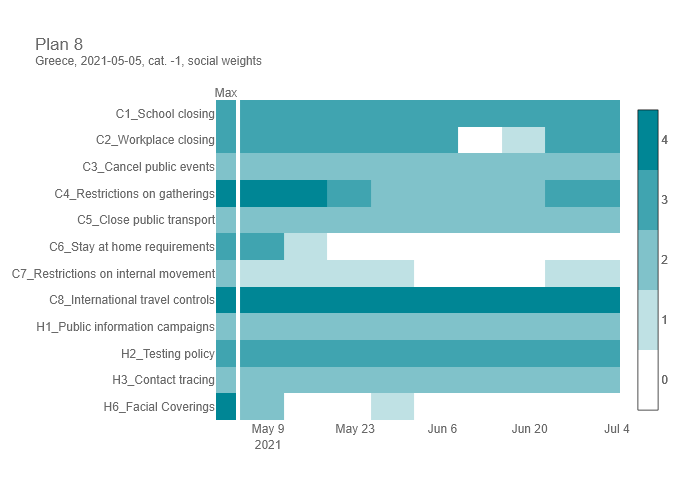 Plan 8
Greece, 2021-05-05, cat. -1, social weights
Max
C1_School closing
C2_Workplace closing
C3_Cancel public events
C4_Restrictions on gatherings
C5_Close public transport
C6_Stay at home requirements
C7_Restrictions on internal movement
C8_International travel controls
H1_Public information campaigns
H2_Testing policy
H3_Contact tracing
H6_Facial Coverings
May 9 May 23 Jun 6 Jun 20 Jul 4
2021
4
3
2
1
0